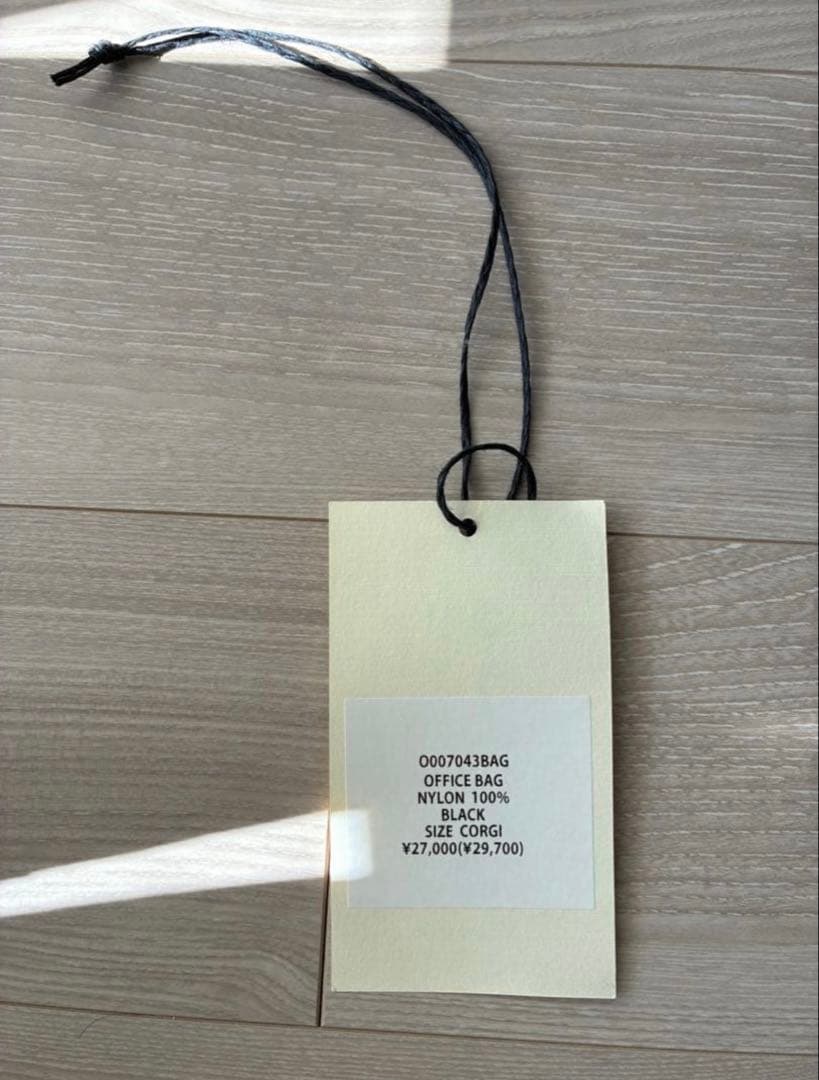 O007043BAG
OFFICE BAG
NYLON 100%
BLACK
SIZE CORGI
¥27,000(¥29,700)